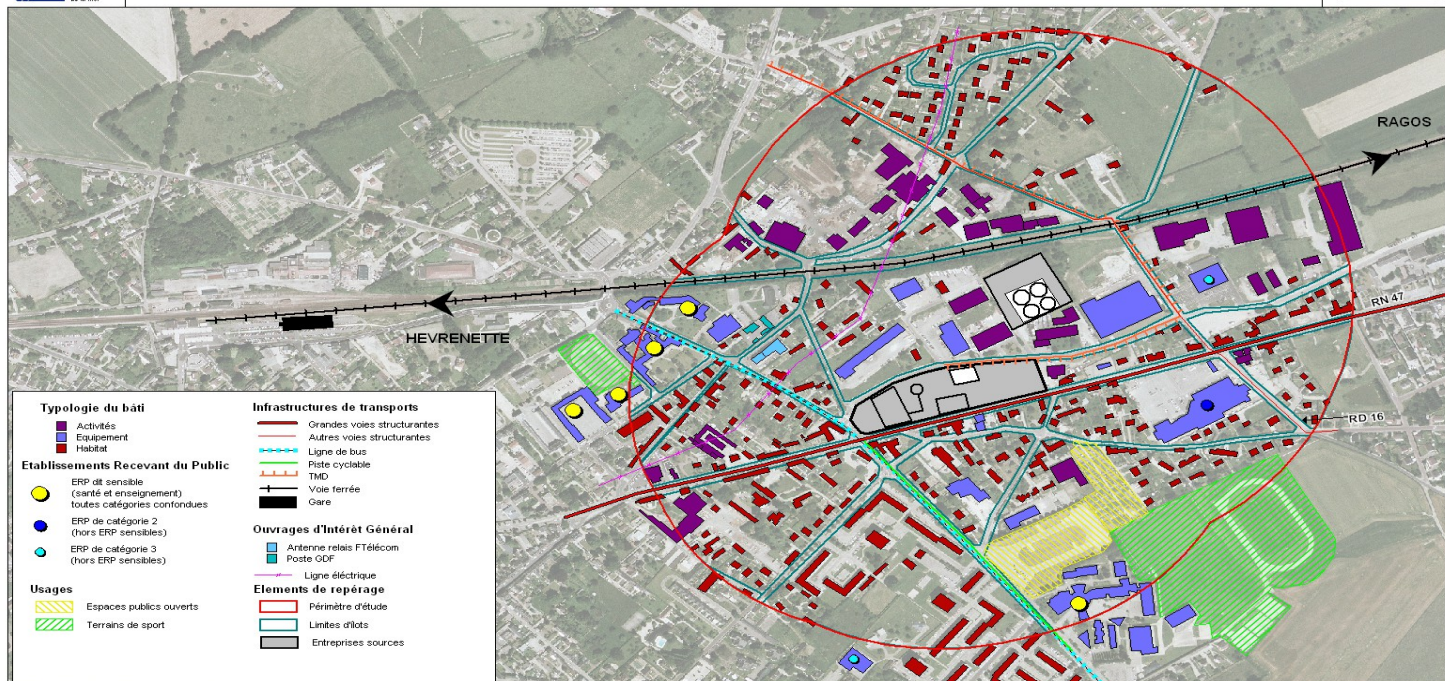 RAGOS
HEVRENETTE
RN 47
RD 16
Typologie du bâti
Activités
Equipement
Habitat
Etablissements Recevant du Public
ERP dit sensible
(santé et enseignement)
toutes catégories confondues
ERP de catégorie 2
(hors ERP sensibles)
ERP de catégorie 3
(hors ERP sensibles)
Usages
Espaces publics ouverts
Terrains de sport
Infrastructures de transports
Grandes voies structurantes
Autres voies structurantes
Ligne de bus
Piste cyclable
TMD
Voie ferrée
Gare
Ouvrages d'Intérêt Général
Antenne relais FTélécom
Poste GDF
Ligne éléctrique
Elements de repérage
Périmètre d'étude
Limites d'îlots
Entreprises sources